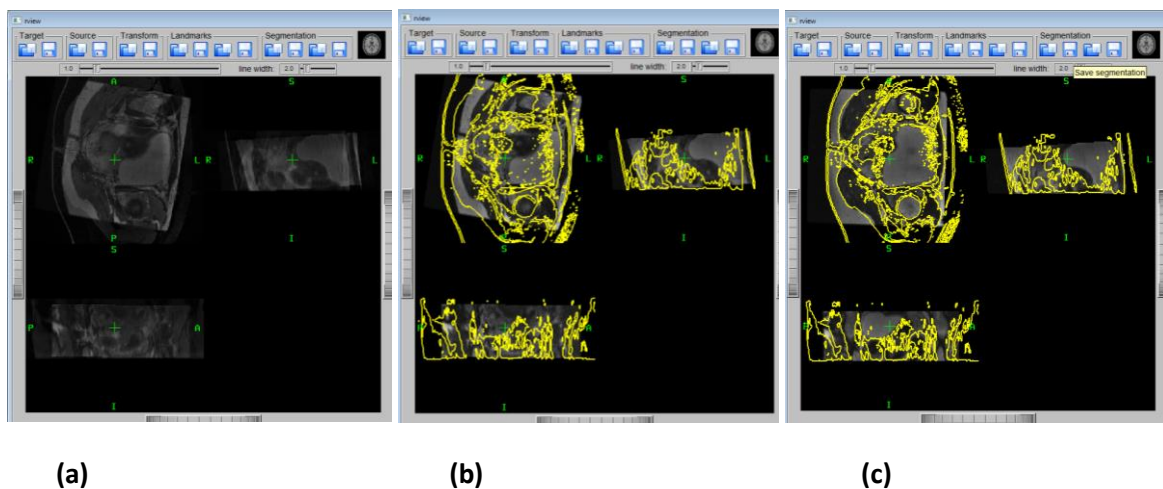 rview
Target Source Transform Landmarks Segmentation
1.0 line width: 2.0
A S
R L R L
P I
S
P A
I
rview
Target Source Transform Landmarks Segmentation
1.0 line width: 2.0
S
R L R L
I
S
A
I
rview
Target Source Transform Landmarks Segmentation
1.0 line width: 2.0
Save segmentation
S
R L R L
I
S
P A
I
(a) (b) (c)